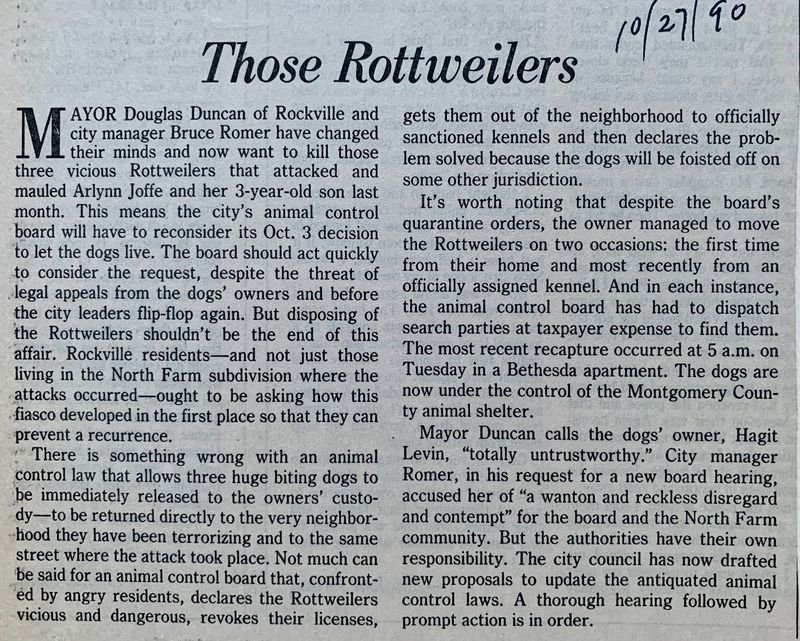 10/27/90
Those Rottweilers
MAYOR Douglas Duncan of Rockville and
city manager Bruce Romer have changed
their minds and now want to kill those
three vicious Rottweilers that attacked and
mauled Arlynn Joffe and her 3-year-old son last
month. This means the city's animal control
board will have to reconsider its Oct. 3 decision
to let the dogs live. The board should act quickly
to consider the request, despite the threat of
legal appeals from the dogs' owners and before
the city leaders flip-flop again. But disposing of
the Rottweilers shouldn't be the end of this
affair. Rockville residents—and not just those
living in the North Farm subdivision where the
attacks occurred—ought to be asking how this
fiasco developed in the first place so that they can
prevent a recurrence.
There is something wrong with an animal
control law that allows three huge biting dogs to
be immediately released to the owners' custo-
dy—to be returned directly to the very neighbor-
hood they have been terrorizing and to the same
street where the attack took place. Not much can
be said for an animal control board that, confront-
ed by angry residents, declares the Rottweilers
vicious and dangerous, revokes their licenses,
gets them out of the neighborhood to officially
sanctioned kennels and then declares the prob-
lem solved because the dogs will be foisted off on
some other jurisdiction.
It's worth noting that despite the board's
quarantine orders, the owner managed to move
the Rottweilers on two occasions: the first time
from their home and most recently from an
officially assigned kennel. And in each instance,
the animal control board has had to dispatch
search parties at taxpayer expense to find them.
The most recent recapture occurred at 5 a.m. on
Tuesday in a Bethesda apartment. The dogs are
now under the control of the Montgomery Coun-
ty animal shelter.
Mayor Duncan calls the dogs' owner, Hagit
Levin, "totally untrustworthy." City manager
Romer, in his request for a new board hearing,
accused her of "a wanton and reckless disregard
and contempt" for the board and the North Farm
community. But the authorities have their own
responsibility. The city council has now drafted
new proposals to update the antiquated animal
control laws. A thorough hearing followed by
prompt action is in order.